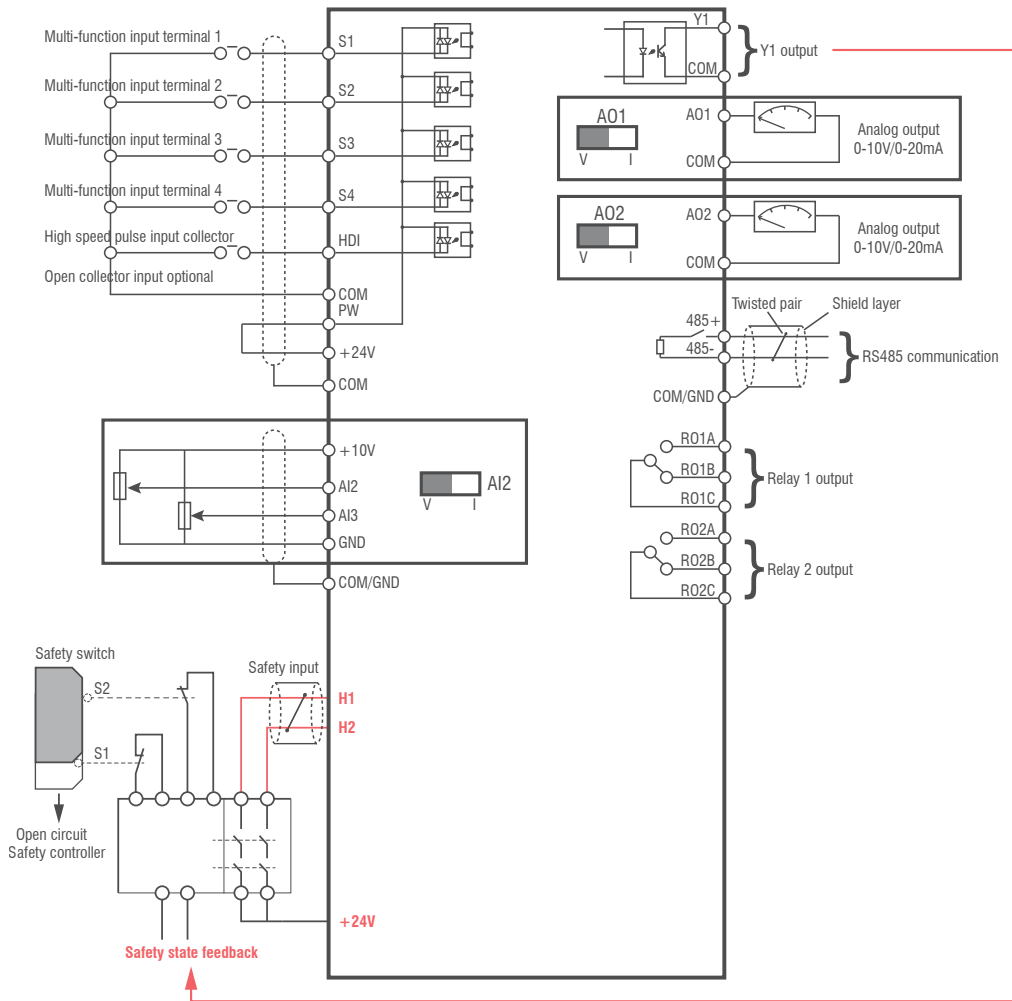 Multi-function input terminal 1
S1
Multi-function input terminal 2
S2
Multi-function input terminal 3
S3
Multi-function input terminal 4
S4
High speed pulse input collector
HDI
Open collector input optional
COM
PW
+24V
COM
+10V
AI2
AI3
GND
V I
AI2
COM/GND
Y1
COM
Y1 output
AO1
V I
AO1
COM
Analog output
0-10V/0-20mA
AO2
V I
AO2
COM
Analog output
0-10V/0-20mA
Twisted pair
Shield layer
485+
485-
RS485 communication
COM/GND
RO1A
RO1B
RO1C
Relay 1 output
RO2A
RO2B
RO2C
Relay 2 output
Safety switch
S2
S1
Open circuit
Safety controller
Safety input
H1
H2
+24V
Safety state feedback